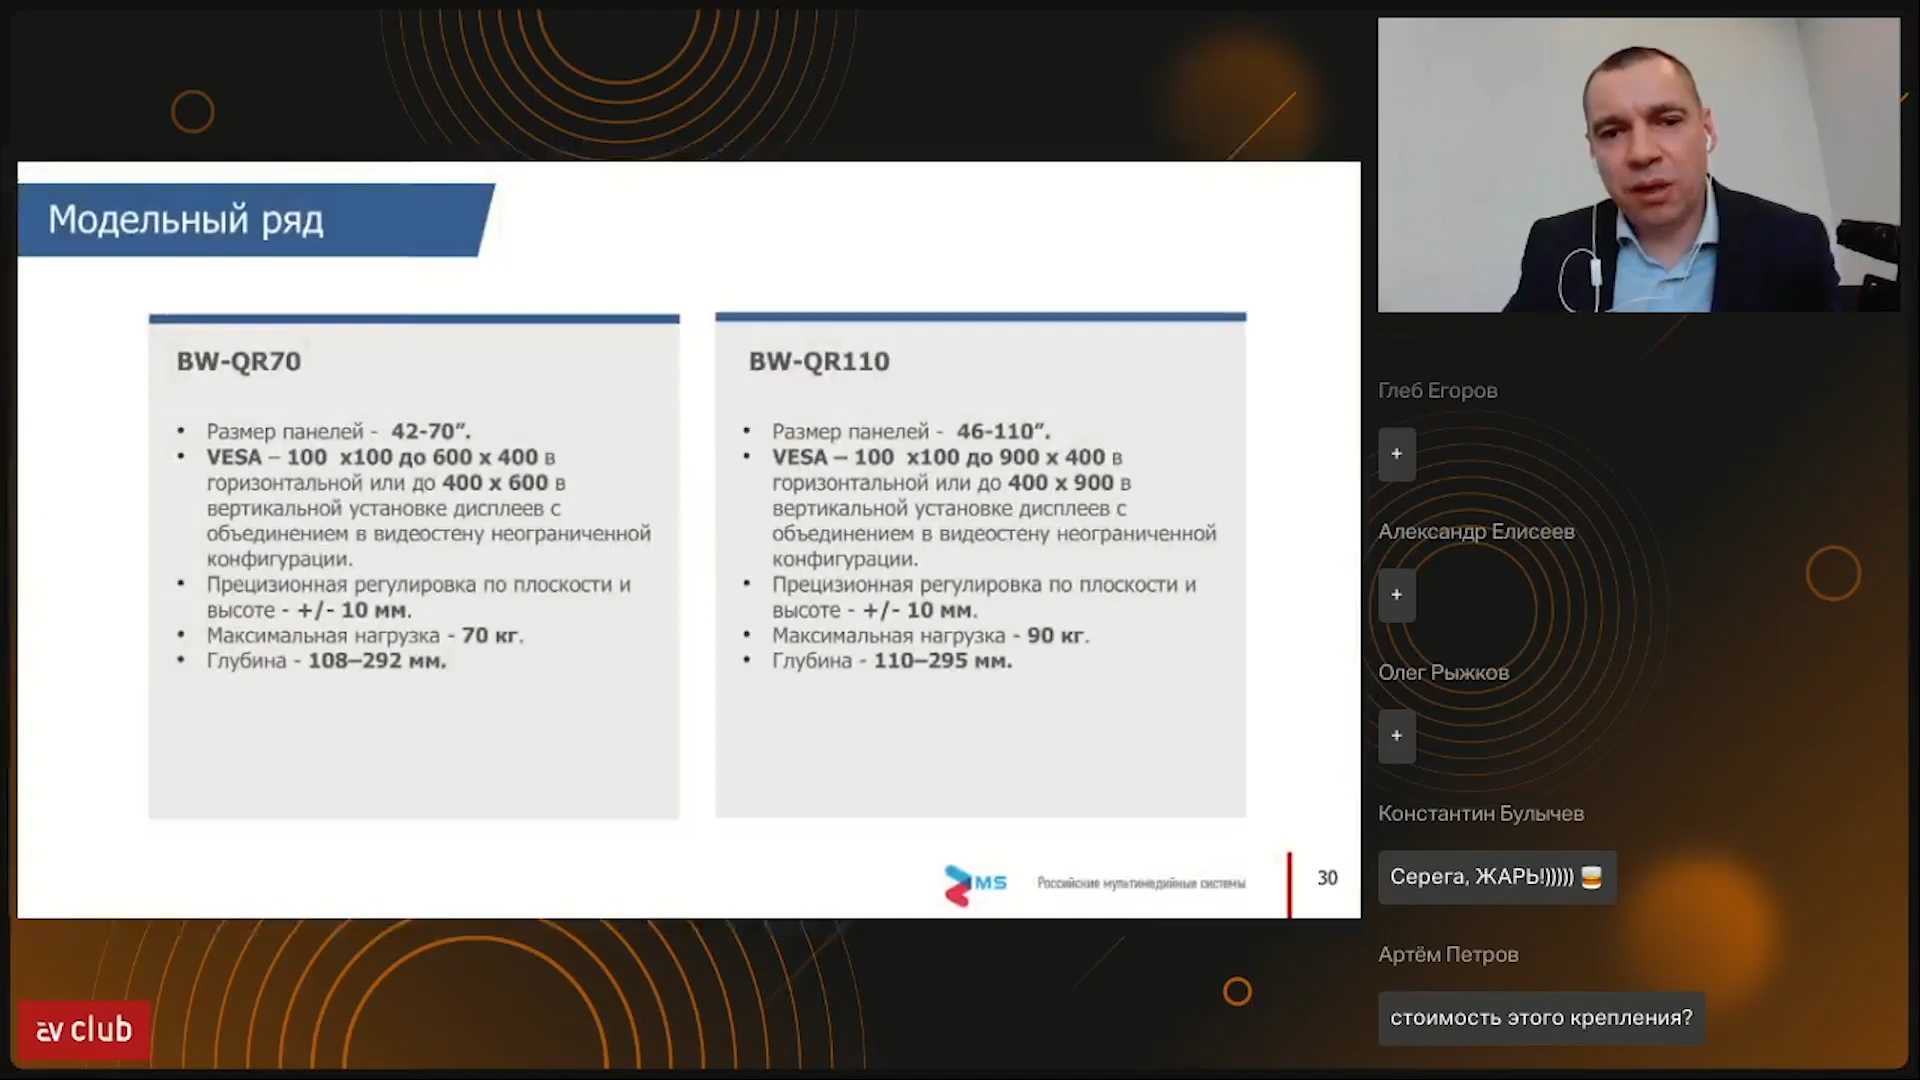 Модельный ряд
BW-QR70
• Размер панелей - 42-70”.
• VESA – 100 x100 до 600 x 400 в
горизонтальной или до 400 x 600 в
вертикальной установке дисплеев с
объединением в видеостену неограниченной
конфигурации.
• Прецизионная регулировка по плоскости и
высоте - +/- 10 мм.
• Максимальная нагрузка - 70 кг.
• Глубина - 108–292 мм.
BW-QR110
• Размер панелей - 46-110”.
• VESA – 100 x100 до 900 x 400 в
горизонтальной или до 400 x 900 в
вертикальной установке дисплеев с
объединением в видеостену неограниченной
конфигурации.
• Прецизионная регулировка по плоскости и
высоте - +/- 10 мм.
• Максимальная нагрузка - 90 кг.
• Глубина - 110–295 мм.
MS
Российские мультимедийные системы
30
av club
Глеб Егоров
+
Александр Елисеев
+
Олег Рыжков
+
Константин Булычев
Серега, ЖАРЬ!))))) 🥃
Артём Петров
стоимость этого крепления?